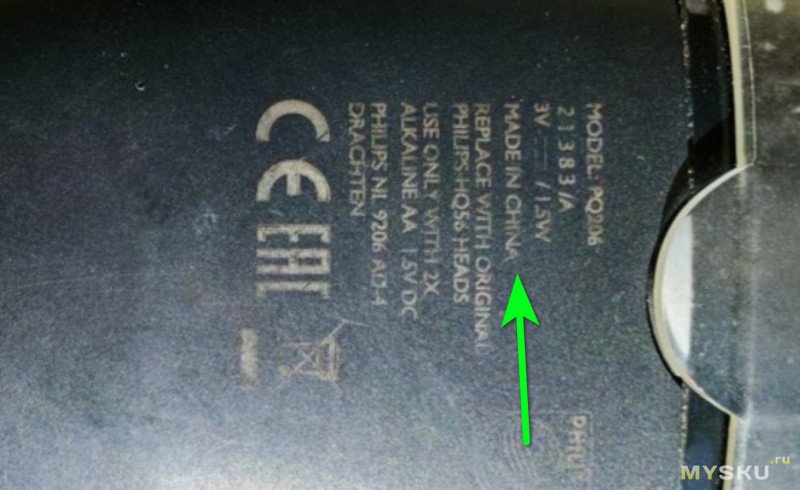 MODEL: PQ206
21383/A
3V 1.5W
MADE IN CHINA
REPLACE WITH ORIGINAL
PHILIPS HQ56 HEADS
USE ONLY WITH 2X
ALKALINE AA 1.5V DC
PHILIPS NL 9206 AD-4
DRACHTEN
CE
EAC
PHILI
MYSKU.ru